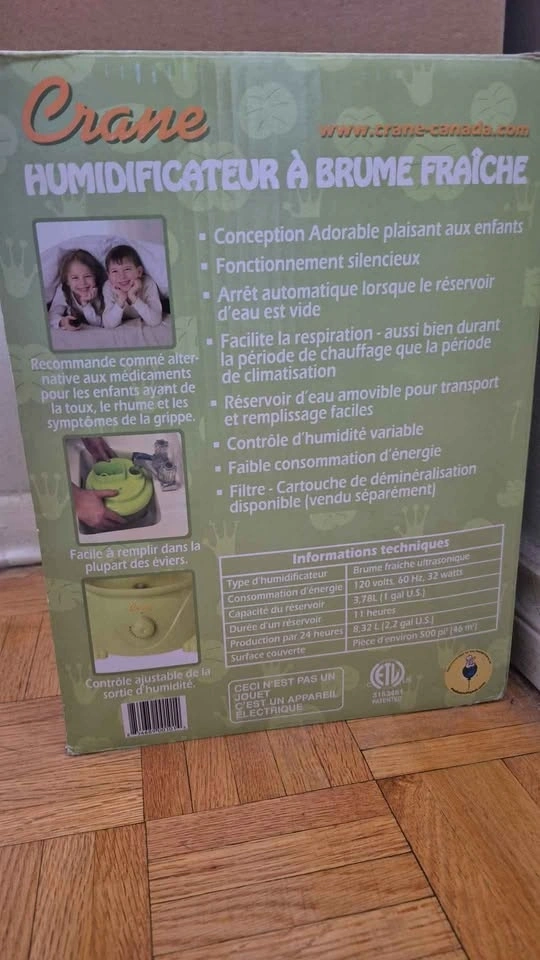 Crane
www.crane-canada.com
HUMIDIFICATEUR À BRUME FRAÎCHE
▪ Conception Adorable plaisant aux enfants
▪ Fonctionnement silencieux
▪ Arrêt automatique lorsque le réservoir
d'eau est vide
▪ Facilite la respiration - aussi bien durant
la période de chauffage que la période
de climatisation
▪ Réservoir d'eau amovible pour transport
et remplissage faciles
▪ Contrôle d'humidité variable
▪ Faible consommation d'énergie
▪ Filtre - Cartouche de déminéralisation
disponible (vendu séparément)
Recommande commé alter-
native aux médicaments
pour les enfants ayant de
la toux, le rhume et les
symptômes de la grippe.
Facile à remplir dans la
plupart des éviers.
Contrôle ajustable de la
sortie d'humidité.
Informations techniques
Type d'humidificateur Brume fraîche ultrasonique
Consommation d'énergie 120 volts, 60 Hz, 32 watts
Capacité du réservoir 3,78L (1 gal U.S.)
Durée d'un réservoir 11 heures
Production par 24 heures 8,32 L (2,2 gal U.S.)
Surface couverte Pièce d'environ 500 pi² (46 m²)
CECI N'EST PAS UN
JOUET
C'EST UN APPAREIL
ÉLECTRIQUE
ETL
3153461
PATENTED